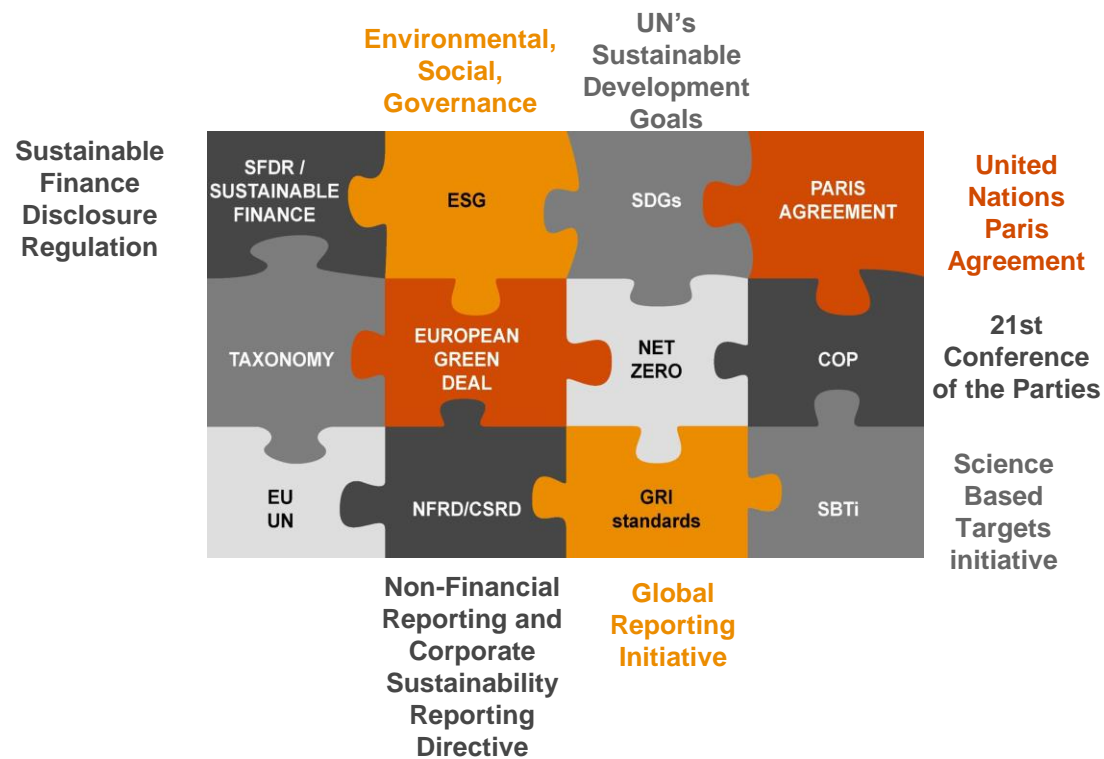 Environmental,
Social,
Governance
UN’s
Sustainable
Development
Goals
Sustainable
Finance
Disclosure
Regulation
SFDR /
SUSTAINABLE
FINANCE
ESG
SDGs
PARIS
AGREEMENT
United
Nations
Paris
Agreement
TAXONOMY
EUROPEAN
GREEN
DEAL
NET
ZERO
COP
21st
Conference
of the Parties
EU
UN
NFRD/CSRD
GRI
standards
SBTi
Science
Based
Targets
initiative
Non-Financial
Reporting and
Corporate
Sustainability
Reporting
Directive
Global
Reporting
Initiative